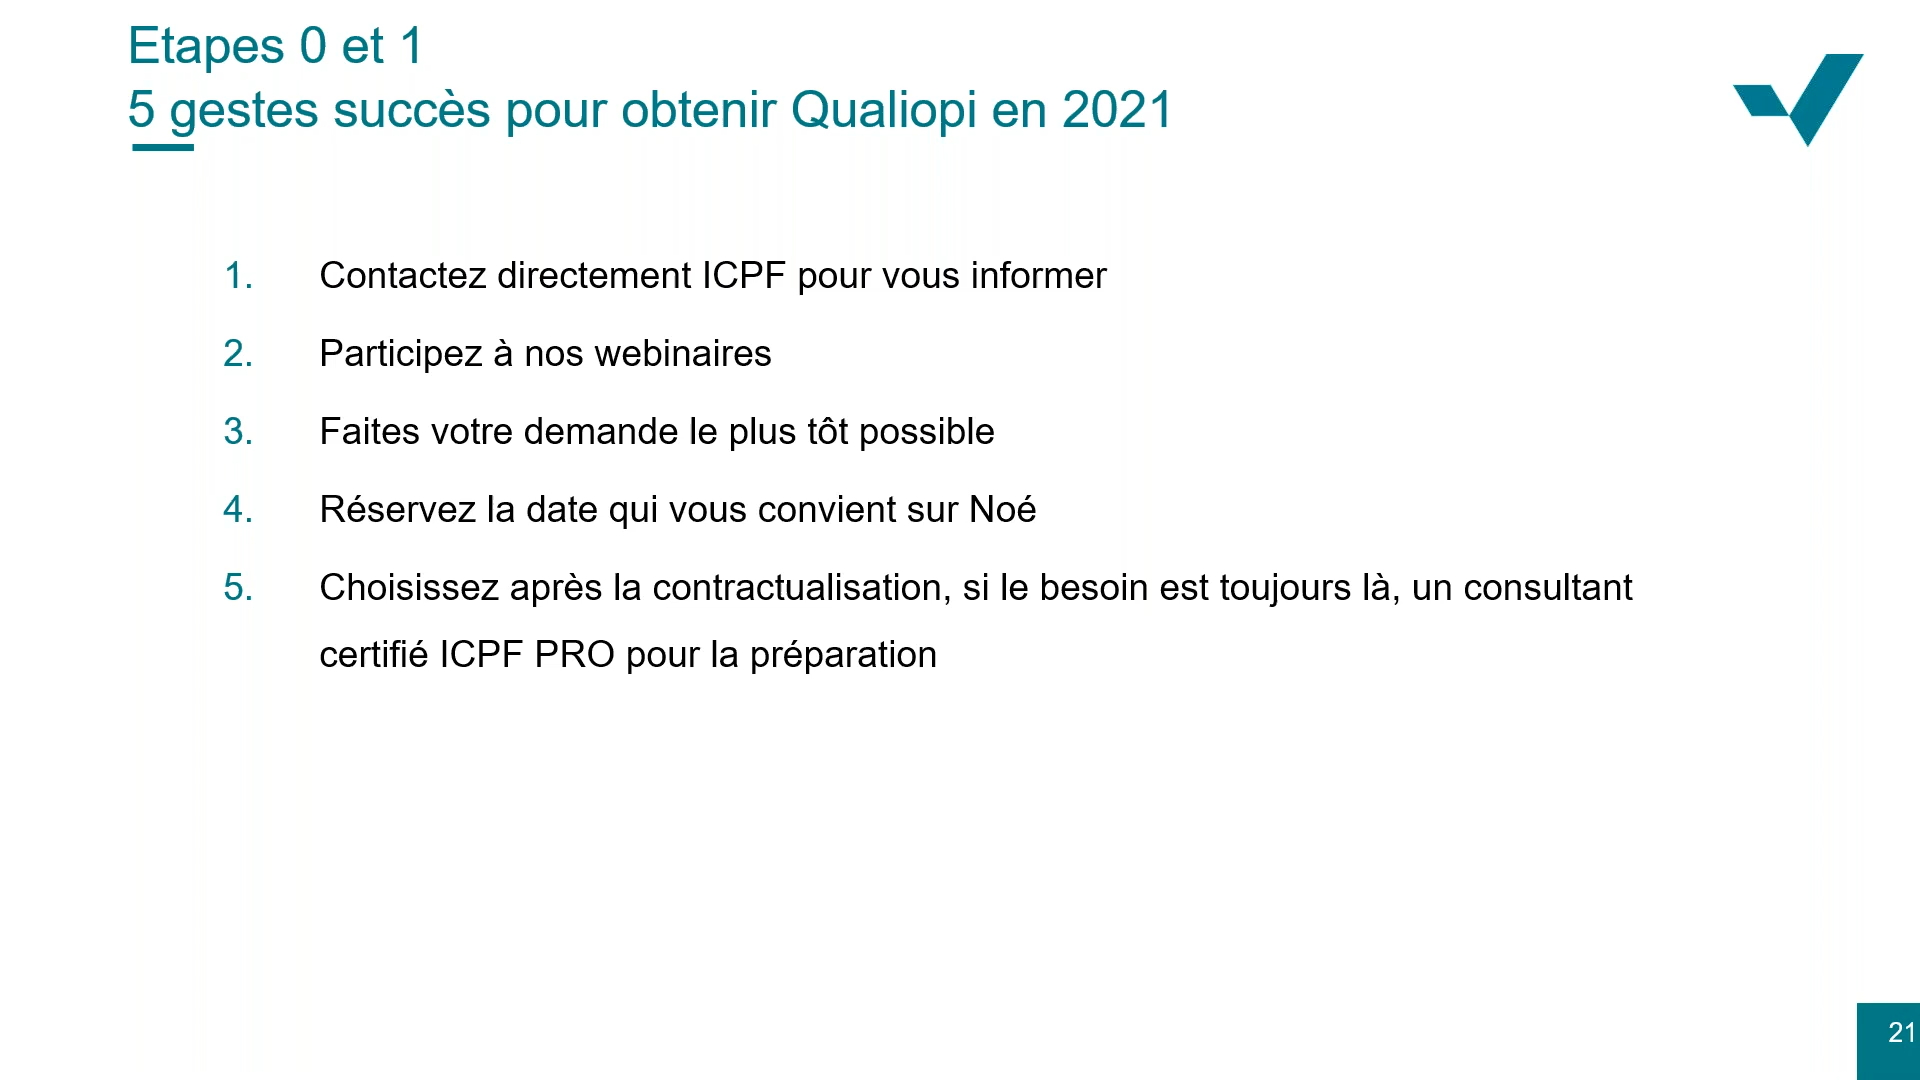 Etapes 0 et 1
5 gestes succès pour obtenir Qualiopi en 2021
1. Contactez directement ICPF pour vous informer
2. Participez à nos webinaires
3. Faites votre demande le plus tôt possible
4. Réservez la date qui vous convient sur Noé
5. Choisissez après la contractualisation, si le besoin est toujours là, un consultant
certifié ICPF PRO pour la préparation
21